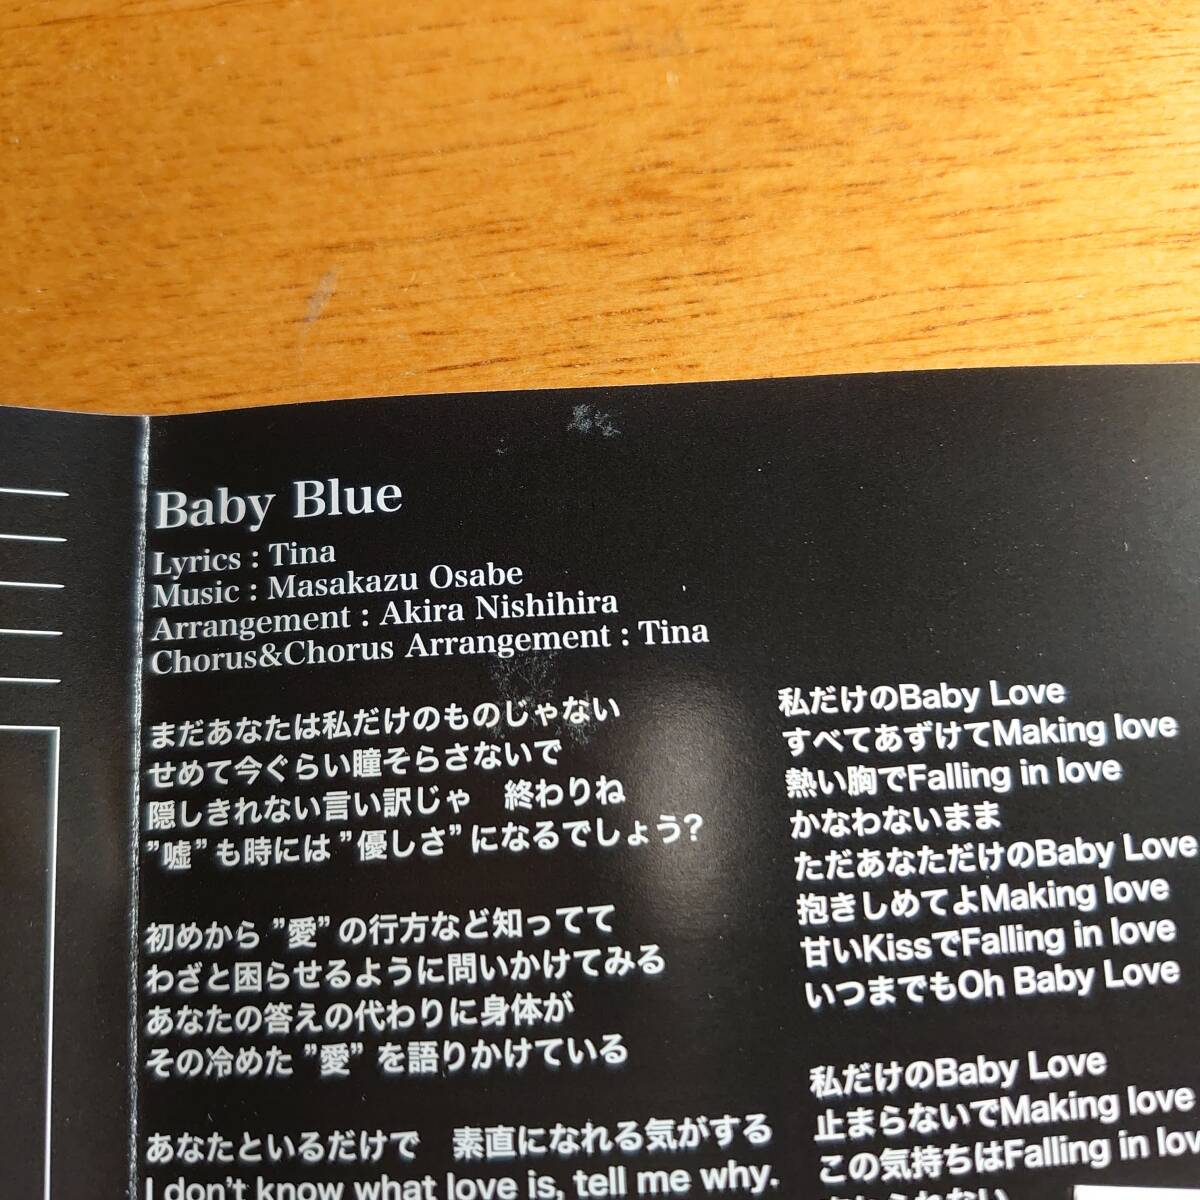 Baby Blue
Lyrics : Tina
Music : Masakazu Osabe
Arrangement : Akira Nishihira
Chorus&Chorus Arrangement : Tina
まだあなたは私だけのものじゃない
せめて今ぐらい瞳そらさないで
隠しきれない言い訳じゃ　終わりね
”嘘”も時には”優しさ”になるでしょう?
初めから”愛”の行方など知ってて
わざと困らせるように問いかけてみる
あなたの答えの代わりに身体が
その冷めた”愛”を語りかけている
あなたといるだけで　素直になれる気がする
I don't know what love is, tell me why.
私だけのBaby Love
すべてあずけてMaking love
熱い胸でFalling in love
かなわないまま
ただあなただけのBaby Love
抱きしめてよMaking love
甘いKissでFalling in love
いつまでもOh Baby Love
私だけのBaby Love
止まらないでMaking love
この気持ちはFalling in lov